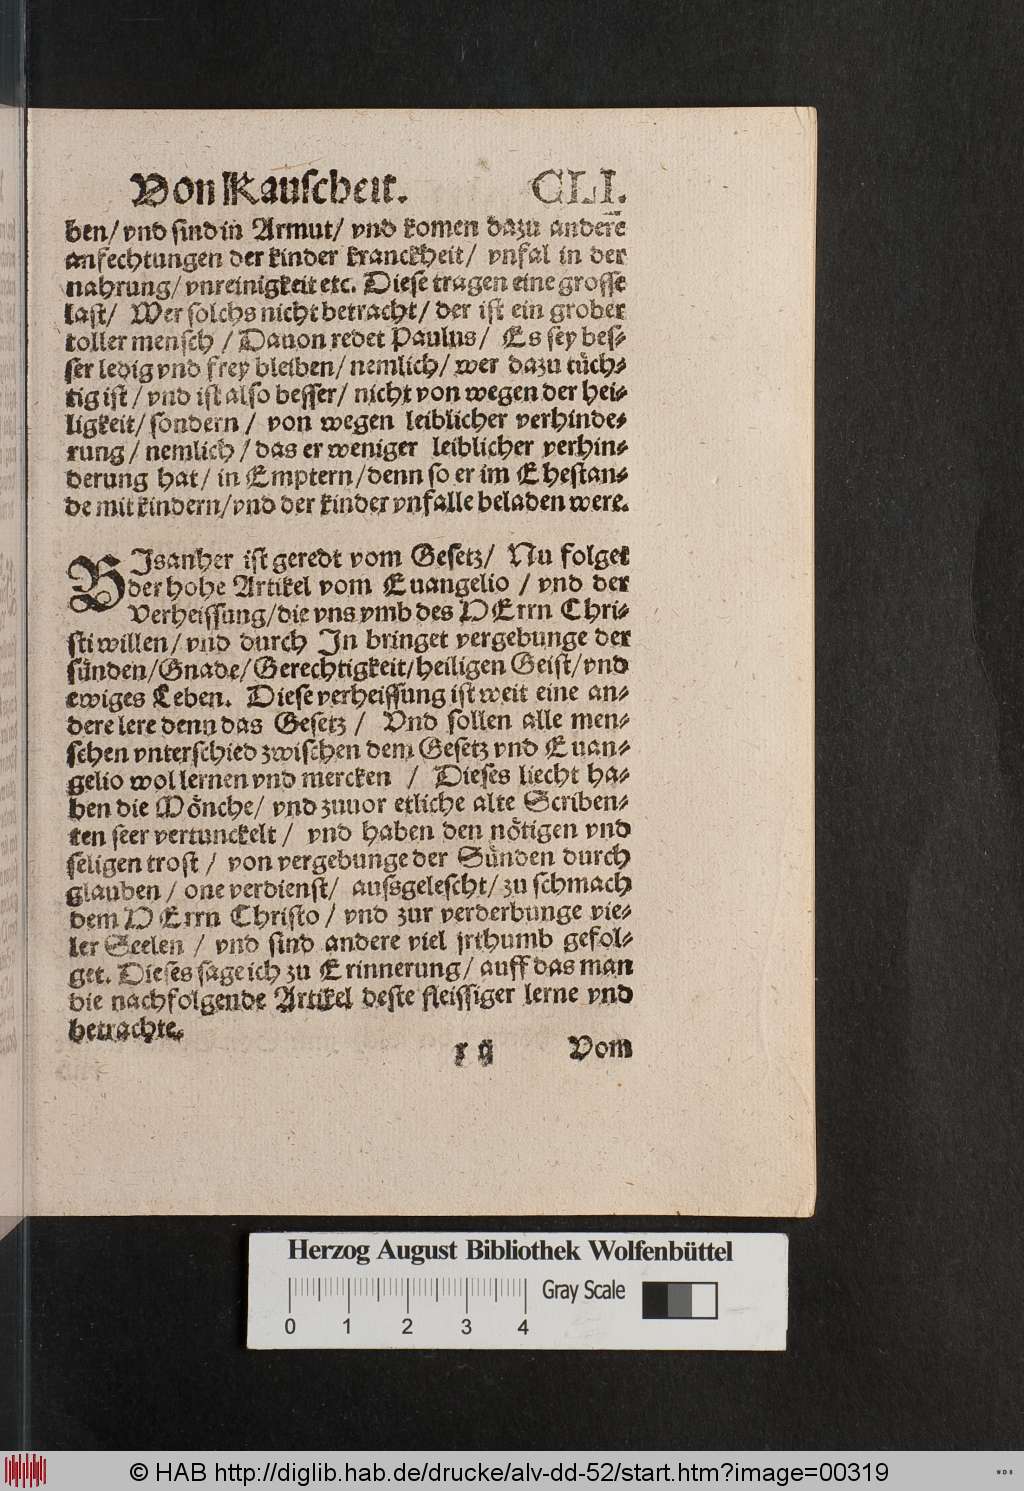 Von Keuscheit. CLI.
ben/ vnd sind in Armut/ vnd komen dazu andere
anfechtungen der kinder kranckheit/ vnfal in der
nahrung/ vnreinigkeit etc. Diese tragen eine grosse
last/ Wer solchs nicht betracht/ der ist ein grober
toller mensch / Dauon redet Paulus/ Es sey bes-
ser ledig vnd frey bleiben/ nemlich/ wer dazu tüch-
tig ist / vnd ist also besser/ nicht von wegen der hei-
ligkeit/ sondern / von wegen leiblicher verhinde-
rung / nemlich / das er weniger leiblicher verhin-
derung hat/ in Emptern/ denn so er im Ehestan-
de mit kindern/ vnd der kinder vnfalle beladen were.
BIsanher ist geredt vom Gesetz/ Nu folget
der hohe Artikel vom Euangelio / vnd der
Verheissung/ die vns vmb des HErrn Chri-
sti willen/ vnd durch In bringet vergebunge der
sünden/ Gnade/ Gerechtigkeit/ heiligen Geist/ vnd
ewiges Leben. Diese verheissung ist weit eine an-
dere lere denn das Gesetz / Vnd sollen alle men-
schen vnterschied zwischen dem Gesetz vnd Euan-
gelio wol lernen vnd mercken / Dieses liecht ha-
ben die Mönche/ vnd zuuor etliche alte Scriben-
ten seer vertunckelt / vnd haben den nötigen vnd
seligen trost / von vergebunge der Sünden durch
glauben / one verdienst/ aussgelescht/ zu schmach
dem HErrn Christo / vnd zur verderbunge vie-
ler Seelen / vnd sind andere viel jrthumb gefol-
get. Dieses sage ich zu Erinnerung/ auff das man
die nachfolgende Artikel deste fleissiger lerne vnd
betrachte.
x ij Vom
Herzog August Bibliothek Wolfenbüttel
Gray Scale
0 1 2 3 4
© HAB http://diglib.hab.de/drucke/alv-dd-52/start.htm?image=00319